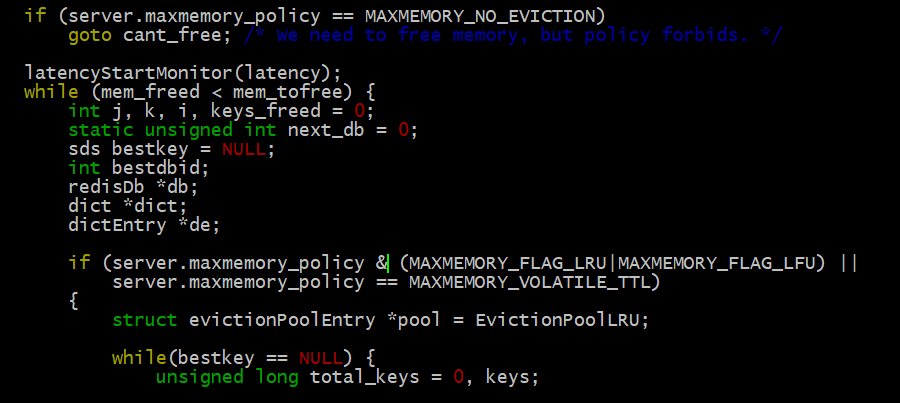 if (server.maxmemory_policy == MAXMEMORY_NO_EVICTION)
goto cant_free; /* We need to free memory, but policy forbids. */
latencyStartMonitor(latency);
while (mem_freed < mem_tofree) {
int j, k, i, keys_freed = 0;
static unsigned int next_db = 0;
sds bestkey = NULL;
int bestdbid;
redisDb *db;
dict *dict;
dictEntry *de;
if (server.maxmemory_policy & (MAXMEMORY_FLAG_LRU|MAXMEMORY_FLAG_LFU) ||
server.maxmemory_policy == MAXMEMORY_VOLATILE_TTL)
{
struct evictionPoolEntry *pool = EvictionPoolLRU;
while(bestkey == NULL) {
unsigned long total_keys = 0, keys;